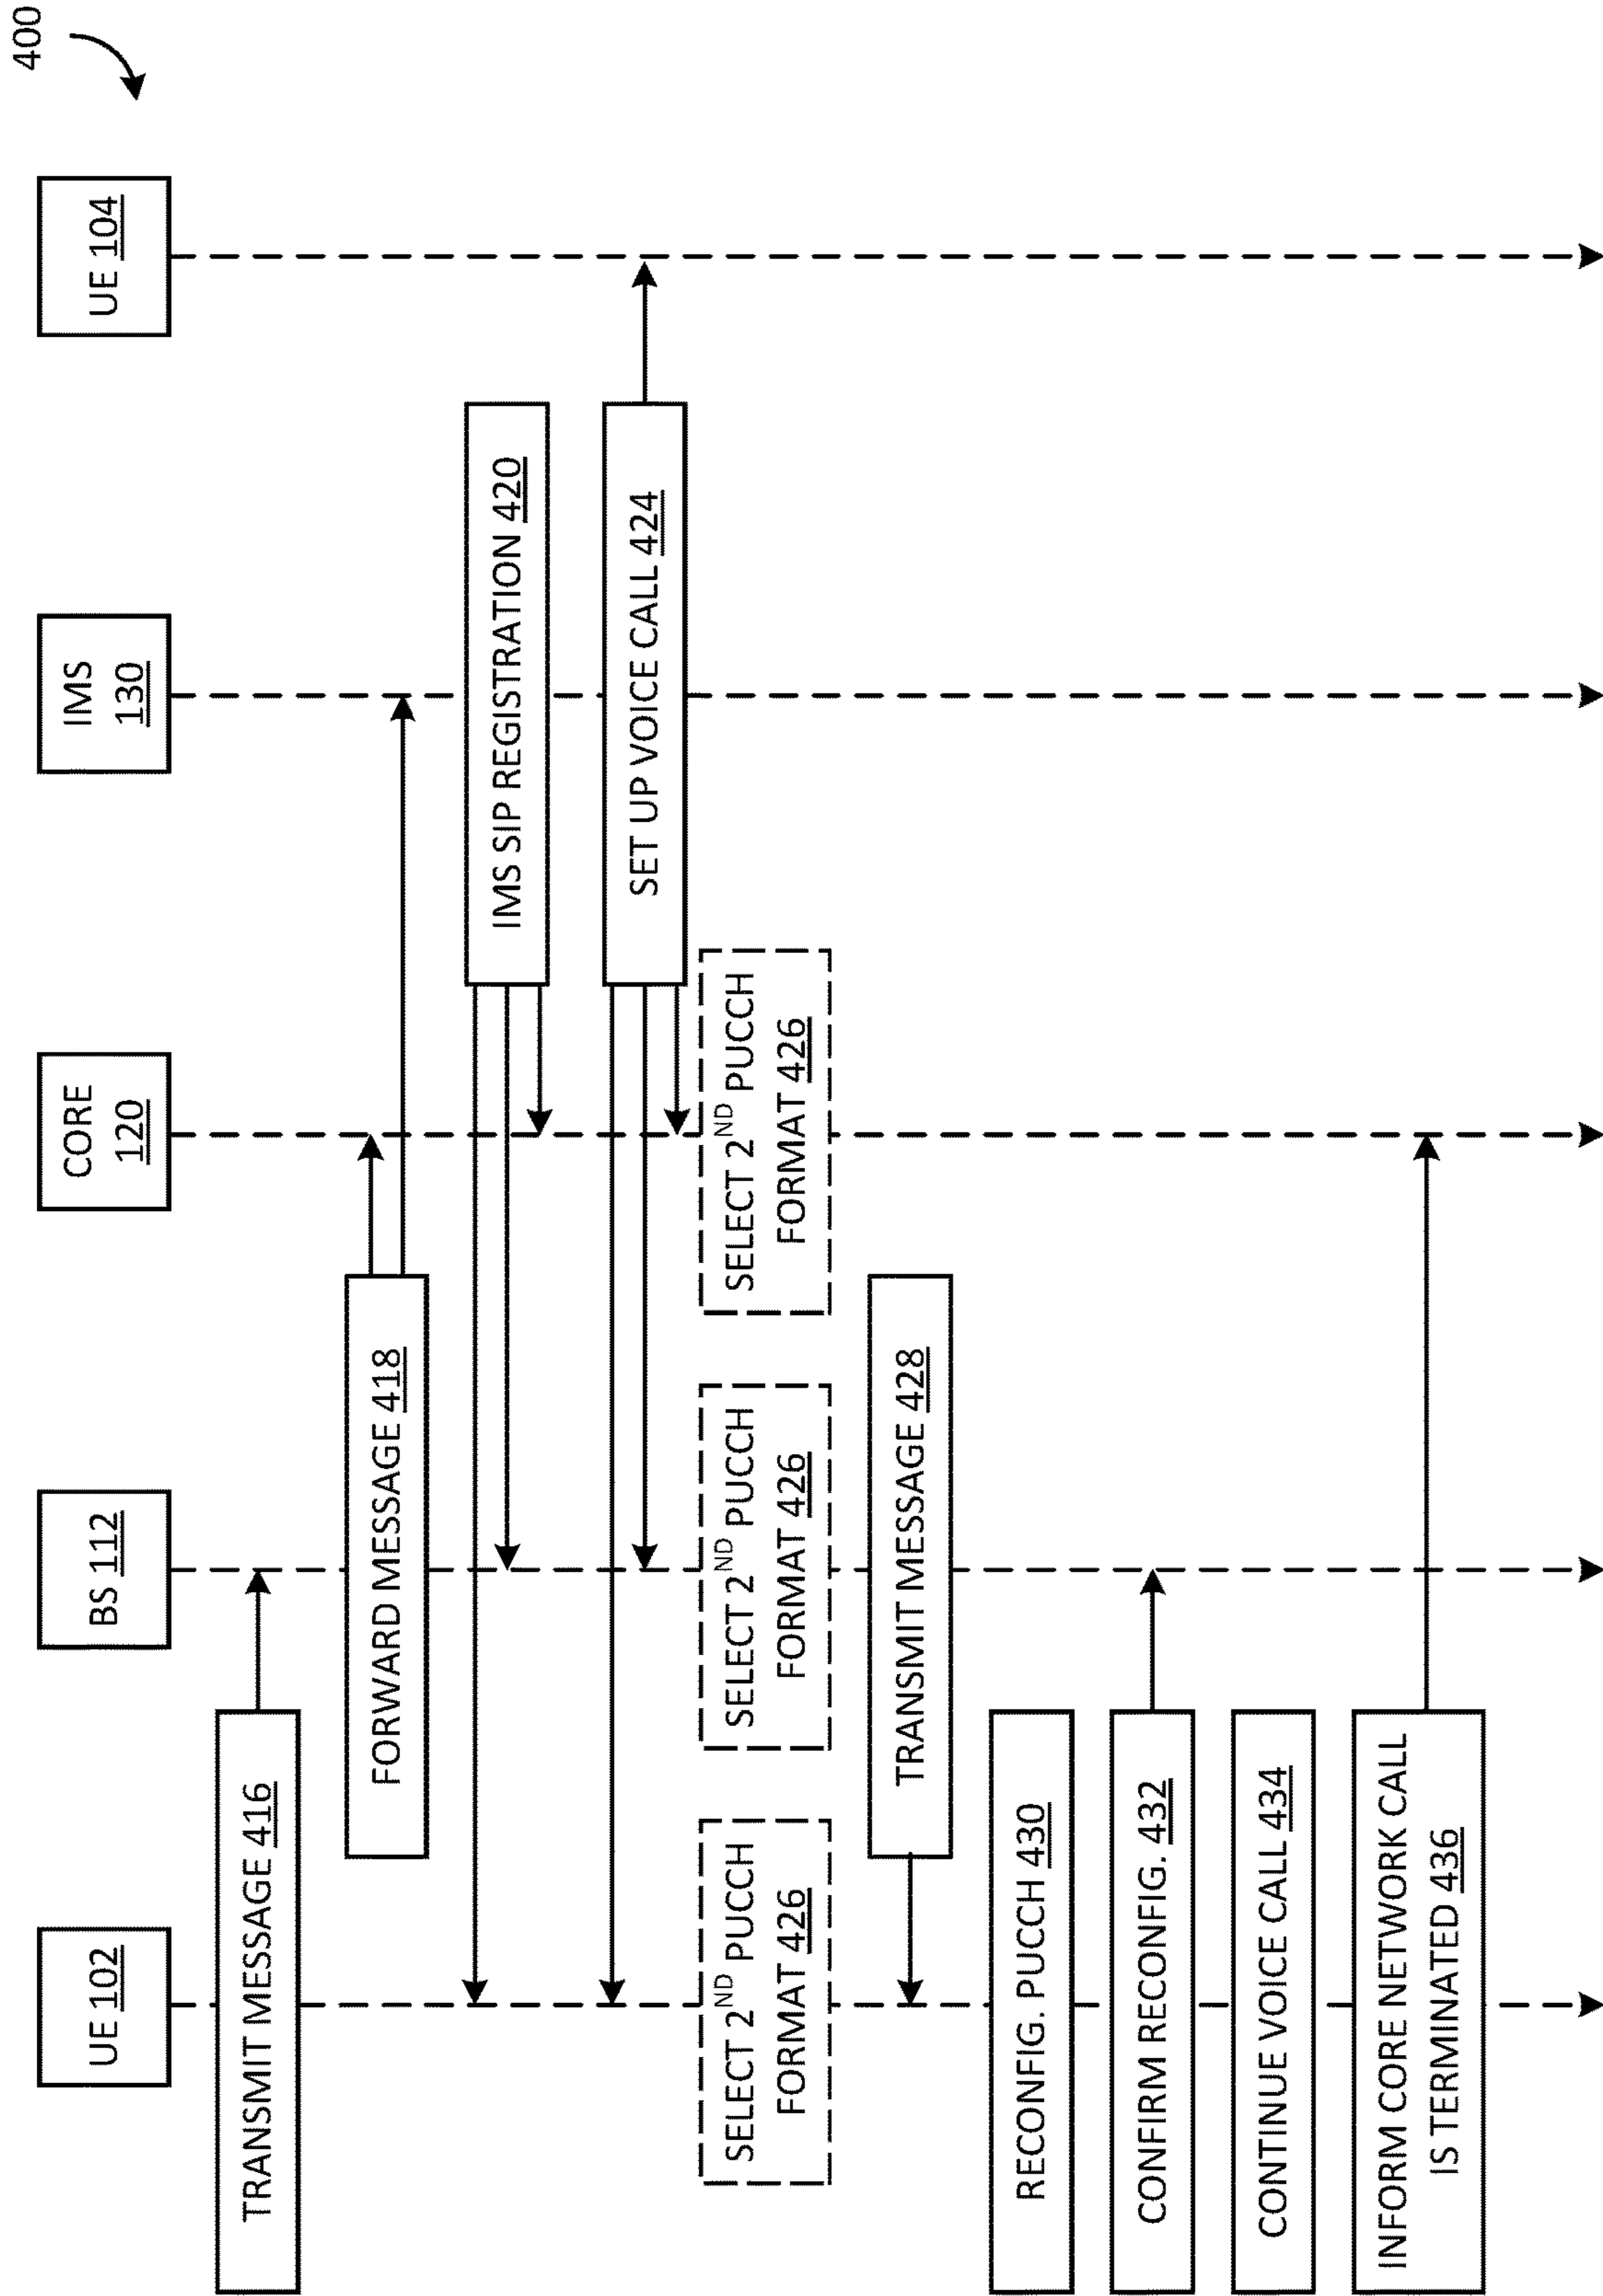 400
UE 102
BS 112
CORE
120
IMS
130
UE 104
TRANSMIT MESSAGE 416
FORWARD MESSAGE 418
IMS SIP REGISTRATION 420
SET UP VOICE CALL 424
SELECT 2ND PUCCH
FORMAT 426
SELECT 2ND PUCCH
FORMAT 426
SELECT 2ND PUCCH
FORMAT 426
TRANSMIT MESSAGE 428
RECONFIG. PUCCH 430
CONFIRM RECONFIG. 432
CONTINUE VOICE CALL 434
INFORM CORE NETWORK CALL
IS TERMINATED 436